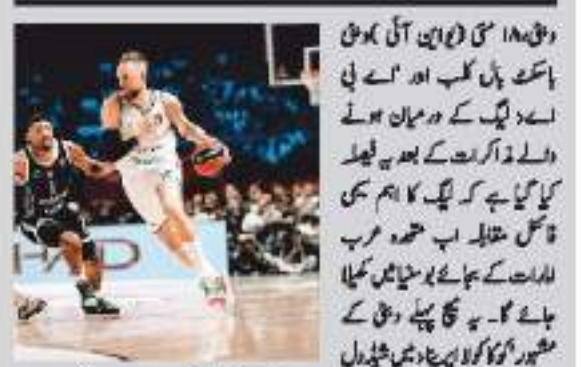 دبئی،۱۸ مئی (یو این آئی )دبئی
باسکٹ بال کلب اور 'اے بی
اے' لیگ کے درمیان ہونے
والے مذاکرات کے بعد یہ فیصلہ
کیا گیا ہے کہ لیگ کا اہم سیمی
فائنل مقابلہ اب متحدہ عرب
امارات کے بجائے بوسنیا میں کھیلا
جائے گا۔ یہ میچ پہلے دبئی کے
مشہور 'کوکا کولا ایرینا' میں شیڈول
HAD